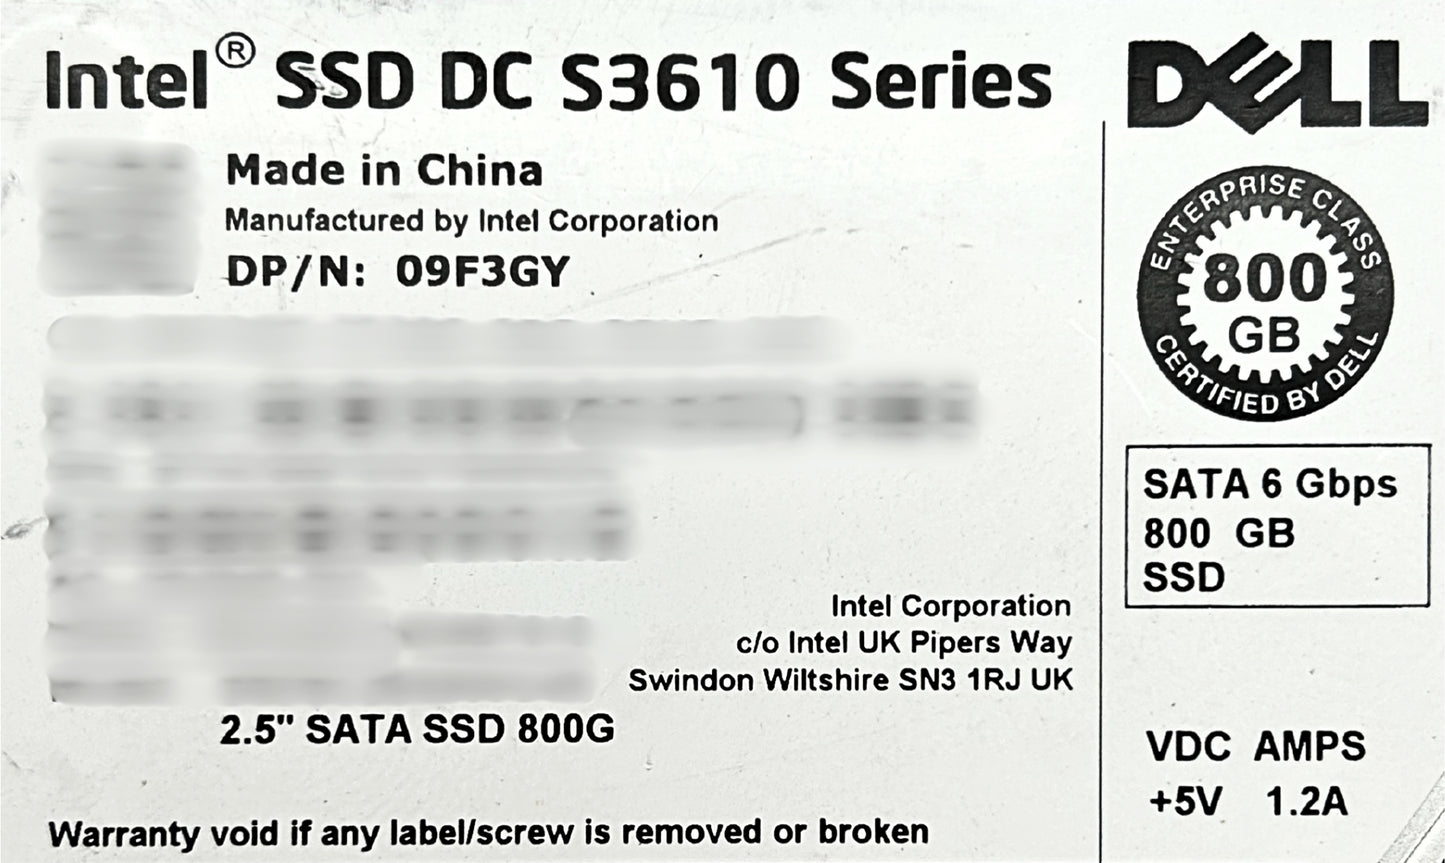 Intel® SSD DC S3610 Series
DELL
Made in China
Manufactured by Intel Corporation
DP/N: 09F3GY
ENTERPRISE CLASS
800
GB
CERTIFIED BY DELL
SATA 6 Gbps
800 GB
SSD
Intel Corporation
c/o Intel UK Pipers Way
Swindon Wiltshire SN3 1RJ UK
2.5" SATA SSD 800G
VDC AMPS
+5V 1.2A
Warranty void if any label/screw is removed or broken